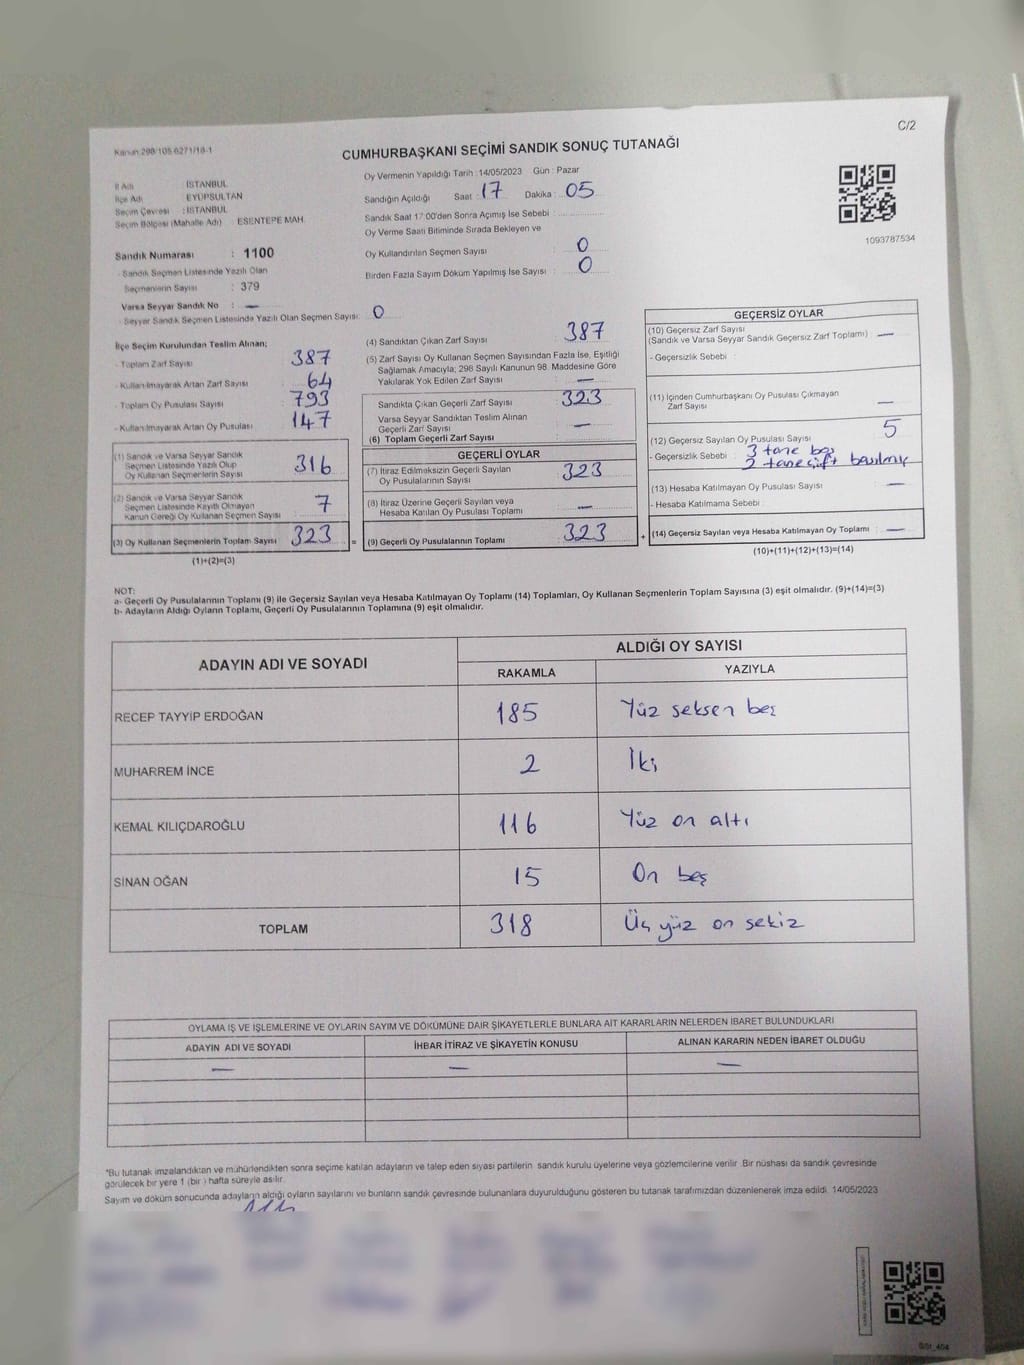 C/2
Kanun 298/105 6271/18-1
CUMHURBAŞKANI SEÇİMİ SANDIK SONUÇ TUTANAĞI
İl Adı : İSTANBUL
İlçe Adı : EYÜPSULTAN
Seçim Çevresi : İSTANBUL
Seçim Bölgesi (Mahalle Adı) : ESENTEPE MAH.
Sandık Numarası : 1100
- Sandık Seçmen Listesinde Yazılı Olan
Seçmenlerin Sayısı : 379
Varsa Seyyar Sandık No : —
- Seyyar Sandık Seçmen Listesinde Yazılı Olan Seçmen Sayısı: 0
Oy Vermenin Yapıldığı Tarih : 14/05/2023 Gün : Pazar
Sandığın Açıldığı Saat 17 Dakika : 05
Sandık Saat 17:00'den Sonra Açımış İse Sebebi :
Oy Verme Saati Bitiminde Sırada Bekleyen ve
Oy Kullandırılan Seçmen Sayısı : 0
Birden Fazla Sayım Döküm Yapılmış İse Sayısı : 0
1093787534
İlçe Seçim Kurulundan Teslim Alınan;
- Toplam Zarf Sayısı : 387
- Kullanılmayarak Artan Zarf Sayısı : 64
- Toplam Oy Pusulası Sayısı : 793
- Kullanılmayarak Artan Oy Pusulası : 147
(1) Sandık ve Varsa Seyyar Sandık
Seçmen Listesinde Yazılı Olup
Oy Kullanan Seçmenlerin Sayısı : 316
(2) Sandık ve Varsa Seyyar Sandık
Seçmen Listesinde Kayıtlı Olmayan
Kanun Gereği Oy Kullanan Seçmen Sayısı : 7
(3) Oy Kullanan Seçmenlerin Toplam Sayısı : 323 =
(1)+(2)=(3)
(4) Sandıktan Çıkan Zarf Sayısı : 387
(5) Zarf Sayısı Oy Kullanan Seçmen Sayısından Fazla İse, Eşitliği
Sağlamak Amacıyla; 298 Sayılı Kanunun 98. Maddesine Göre
Yakılarak Yok Edilen Zarf Sayısı : —
Sandıkta Çıkan Geçerli Zarf Sayısı : 323
Varsa Seyyar Sandıktan Teslim Alınan
Geçerli Zarf Sayısı : —
(6) Toplam Geçerli Zarf Sayısı :
GEÇERLİ OYLAR
(7) İtiraz Edilmeksizin Geçerli Sayılan
Oy Pusulalarının Sayısı : 323
(8) İtiraz Üzerine Geçerli Sayılan veya
Hesaba Katılan Oy Pusulası Toplamı : —
(9) Geçerli Oy Pusulalarının Toplamı : 323 +
GEÇERSİZ OYLAR
(10) Geçersiz Zarf Sayısı
(Sandık ve Varsa Seyyar Sandık Geçersiz Zarf Toplamı) : —
- Geçersizlik Sebebi :
(11) İçinden Cumhurbaşkanı Oy Pusulası Çıkmayan
Zarf Sayısı : —
(12) Geçersiz Sayılan Oy Pusulası Sayısı : 5
- Geçersizlik Sebebi : 3 tane boş
2 tane çift basılmış
(13) Hesaba Katılmayan Oy Pusulası Sayısı : —
- Hesaba Katılmama Sebebi :
(14) Geçersiz Sayılan veya Hesaba Katılmayan Oy Toplamı : —
(10)+(11)+(12)+(13)=(14)
NOT:
a- Geçerli Oy Pusulalarının Toplamı (9) ile Geçersiz Sayılan veya Hesaba Katılmayan Oy Toplamı (14) Toplamları, Oy Kullanan Seçmenlerin Toplam Sayısına (3) eşit olmalıdır. (9)+(14)=(3)
b- Adayların Aldığı Oyların Toplamı, Geçerli Oy Pusulalarının Toplamına (9) eşit olmalıdır.
ADAYIN ADI VE SOYADI
ALDIĞI OY SAYISI
RAKAMLA YAZIYLA
RECEP TAYYİP ERDOĞAN 185 Yüz seksen beş
MUHARREM İNCE 2 İki
KEMAL KILIÇDAROĞLU 116 Yüz on altı
SİNAN OĞAN 15 On beş
TOPLAM 318 Üç yüz on sekiz
OYLAMA İŞ VE İŞLEMLERİNE VE OYLARIN SAYIM VE DÖKÜMÜNE DAİR ŞİKAYETLERLE BUNLARA AİT KARARLARIN NELERDEN İBARET BULUNDUKLARI
ADAYIN ADI VE SOYADI İHBAR İTİRAZ VE ŞİKAYETİN KONUSU ALINAN KARARIN NEDEN İBARET OLDUĞU
— — —
*Bu tutanak imzalandıktan ve mühürlendikten sonra seçime katılan adayların ve talep eden siyasi partilerin sandık kurulu üyelerine veya gözlemcilerine verilir. Bir nüshası da sandık çevresinde
görülecek bir yere 1 (bir ) hafta süreyle asılır.
Sayım ve döküm sonucunda adayların aldığı oyların sayılarını ve bunların sandık çevresinde bulunanlara duyurulduğunu gösteren bu tutanak tarafımızdan düzenlenerek imza edildi. 14/05/2023